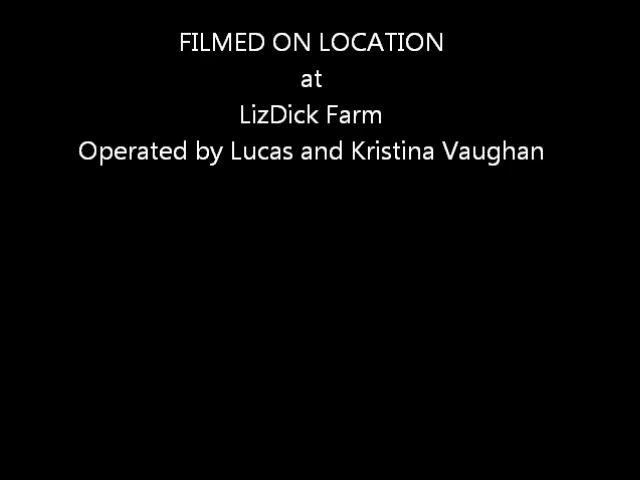 FILMED ON LOCATION
at
LizDick Farm
Operated by Lucas and Kristina Vaughan